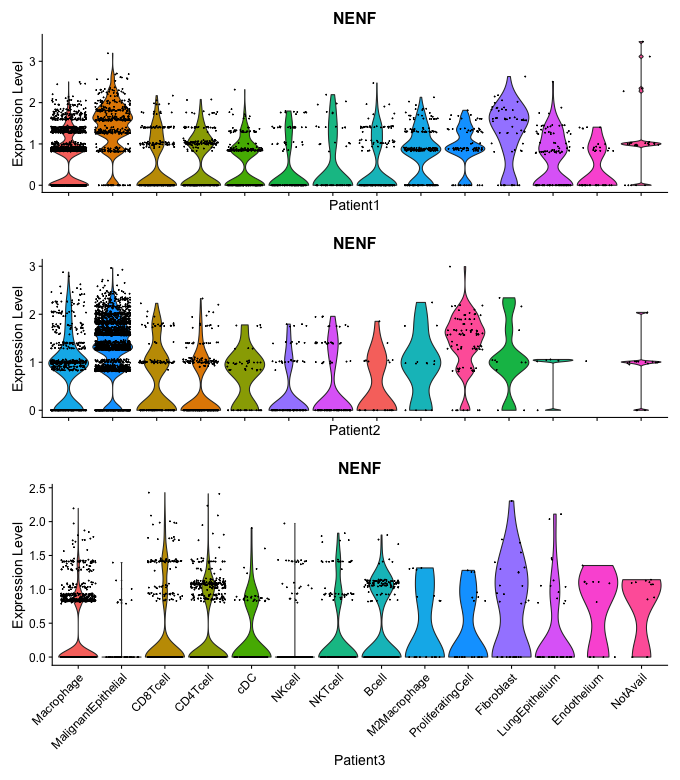 NENF
Expression Level
3
2
1
0
Patient1
NENF
Expression Level
3
2
1
0
Patient2
NENF
Expression Level
2.5
2.0
1.5
1.0
0.5
0.0
Macrophage
MalignantEpithelial
CD8Tcell
CD4Tcell
cDC
NKcell
NKTcell
Bcell
M2Macrophage
ProliferatingCell
Fibroblast
LungEpithelium
Endothelium
NotAvail
Patient3